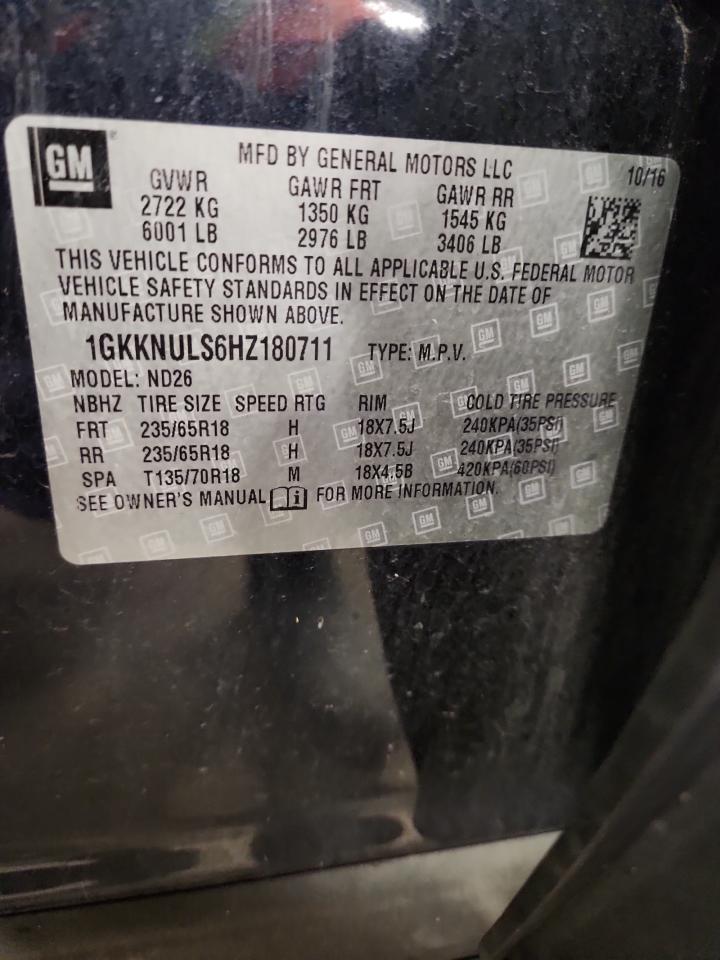 GM
MFD BY GENERAL MOTORS LLC 10/16
GVWR GAWR FRT GAWR RR
2722 KG 1350 KG 1545 KG
6001 LB 2976 LB 3406 LB
THIS VEHICLE CONFORMS TO ALL APPLICABLE U.S. FEDERAL MOTOR
VEHICLE SAFETY STANDARDS IN EFFECT ON THE DATE OF
MANUFACTURE SHOWN ABOVE.
1GKKNULS6HZ180711 TYPE: M.P.V.
MODEL: ND26
NBHZ TIRE SIZE SPEED RTG RIM COLD TIRE PRESSURE
FRT 235/65R18 H 18X7.5J 240KPA(35PSI)
RR 235/65R18 H 18X7.5J 240KPA(35PSI)
SPA T135/70R18 M 18X4.5B 420KPA(60PSI)
SEE OWNER'S MANUAL i FOR MORE INFORMATION.